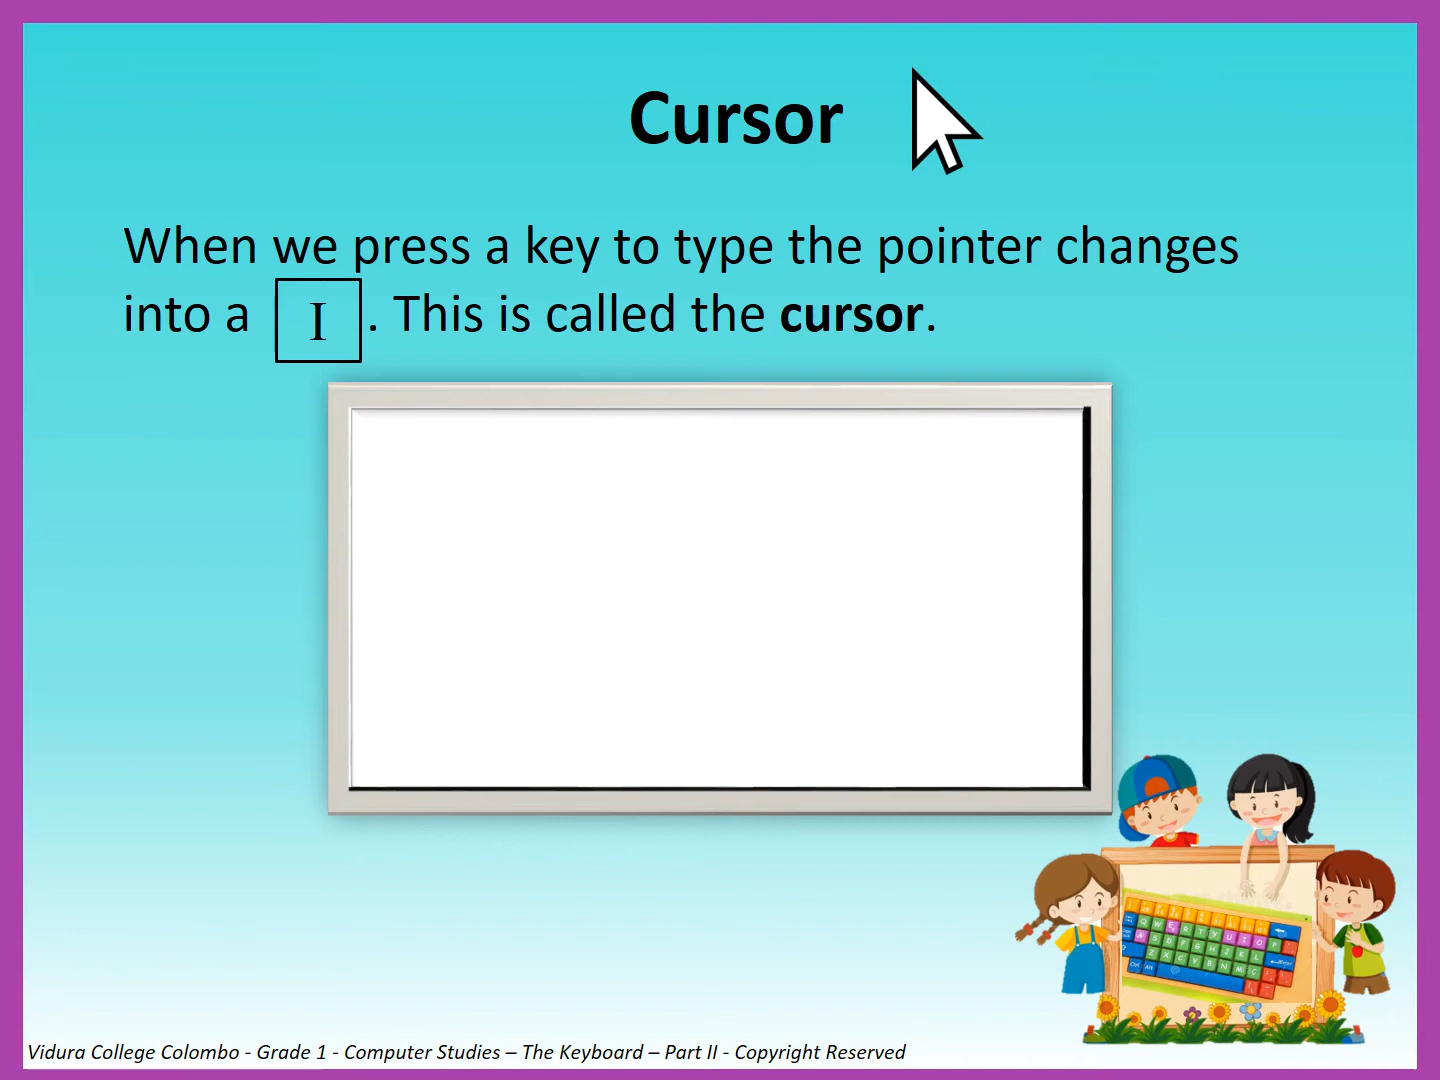 Cursor
When we press a key to type the pointer changes
into a I. This is called the cursor.
Vidura College Colombo - Grade 1 - Computer Studies – The Keyboard – Part II - Copyright Reserved